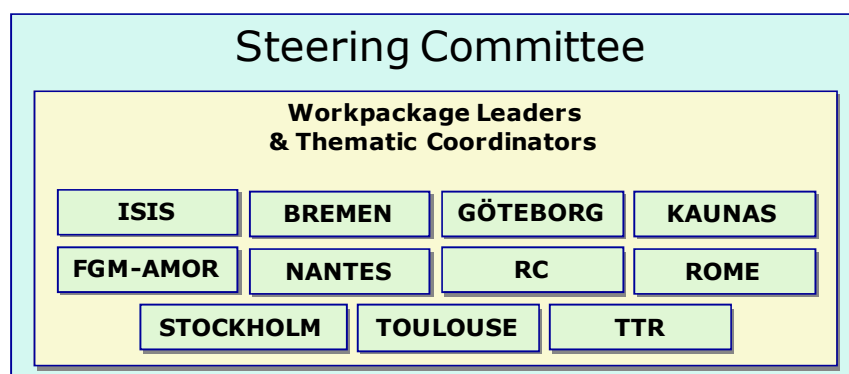 Steering Committee
Workpackage Leaders
& Thematic Coordinators
ISIS BREMEN GÖTEBORG KAUNAS
FGM-AMOR NANTES RC ROME
STOCKHOLM TOULOUSE TTR